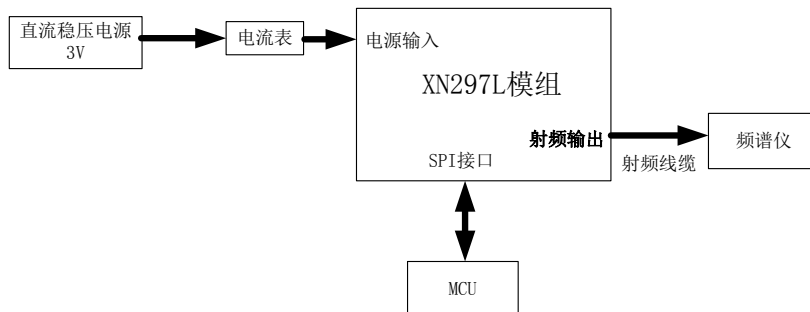 直流稳压电源
3V
电流表
电源输入
XN297L模组
射频输出
SPI接口
射频线缆
频谱仪
MCU